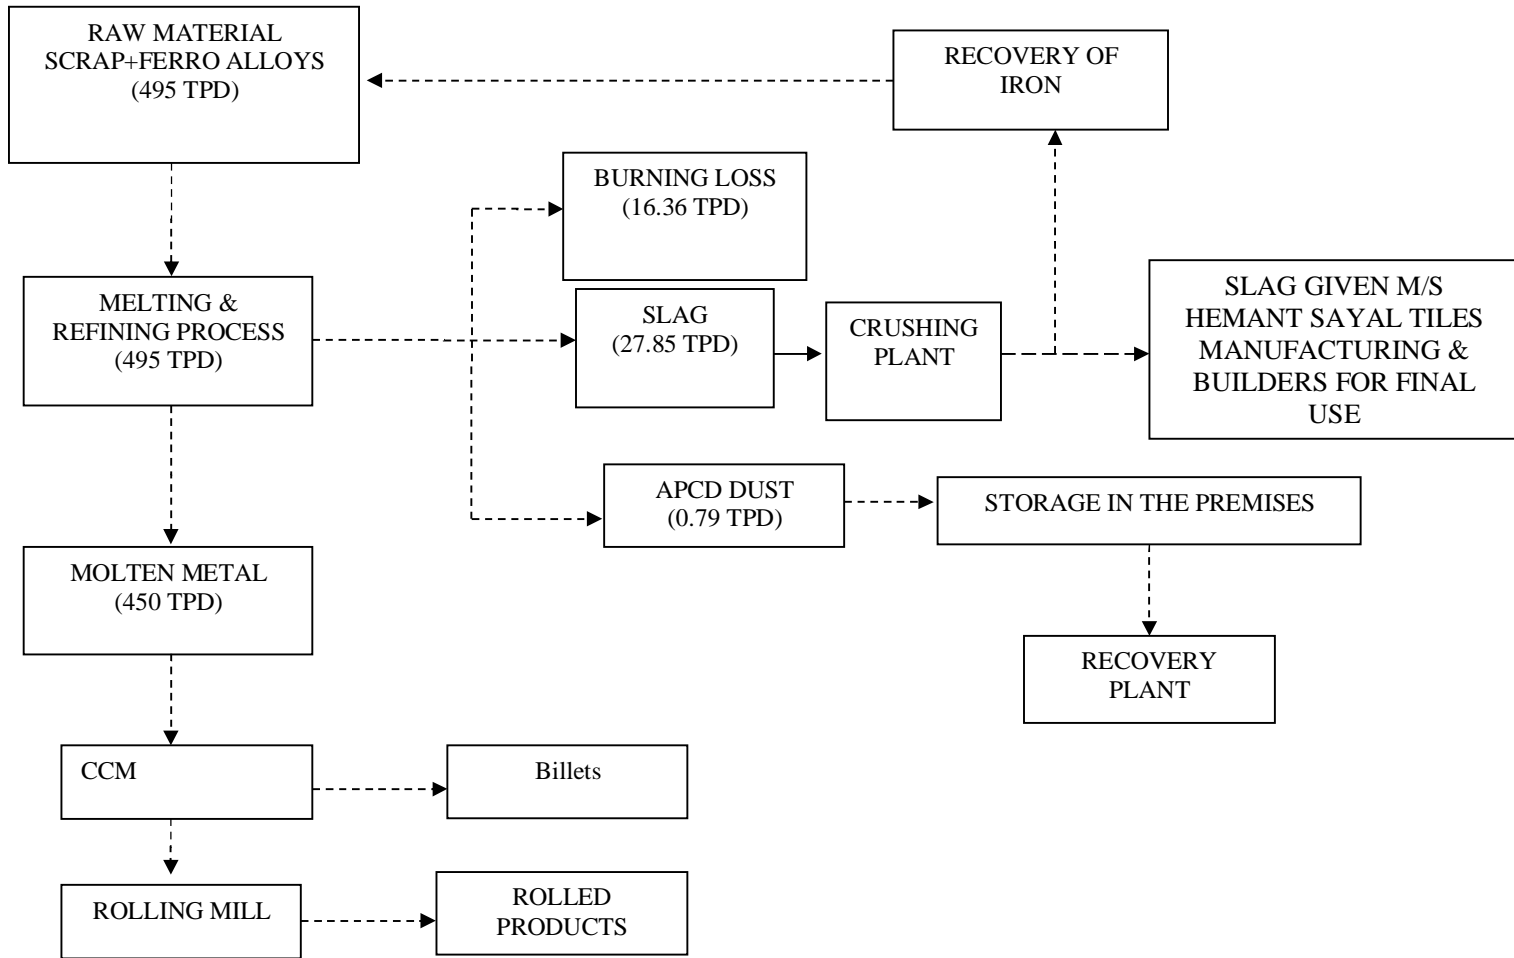 RAW MATERIAL
SCRAP+FERRO ALLOYS
(495 TPD)
RECOVERY OF
IRON
BURNING LOSS
(16.36 TPD)
MELTING &
REFINING PROCESS
(495 TPD)
SLAG
(27.85 TPD)
CRUSHING
PLANT
SLAG GIVEN M/S
HEMANT SAYAL TILES
MANUFACTURING &
BUILDERS FOR FINAL
USE
APCD DUST
(0.79 TPD)
STORAGE IN THE PREMISES
MOLTEN METAL
(450 TPD)
RECOVERY
PLANT
CCM
Billets
ROLLING MILL
ROLLED
PRODUCTS